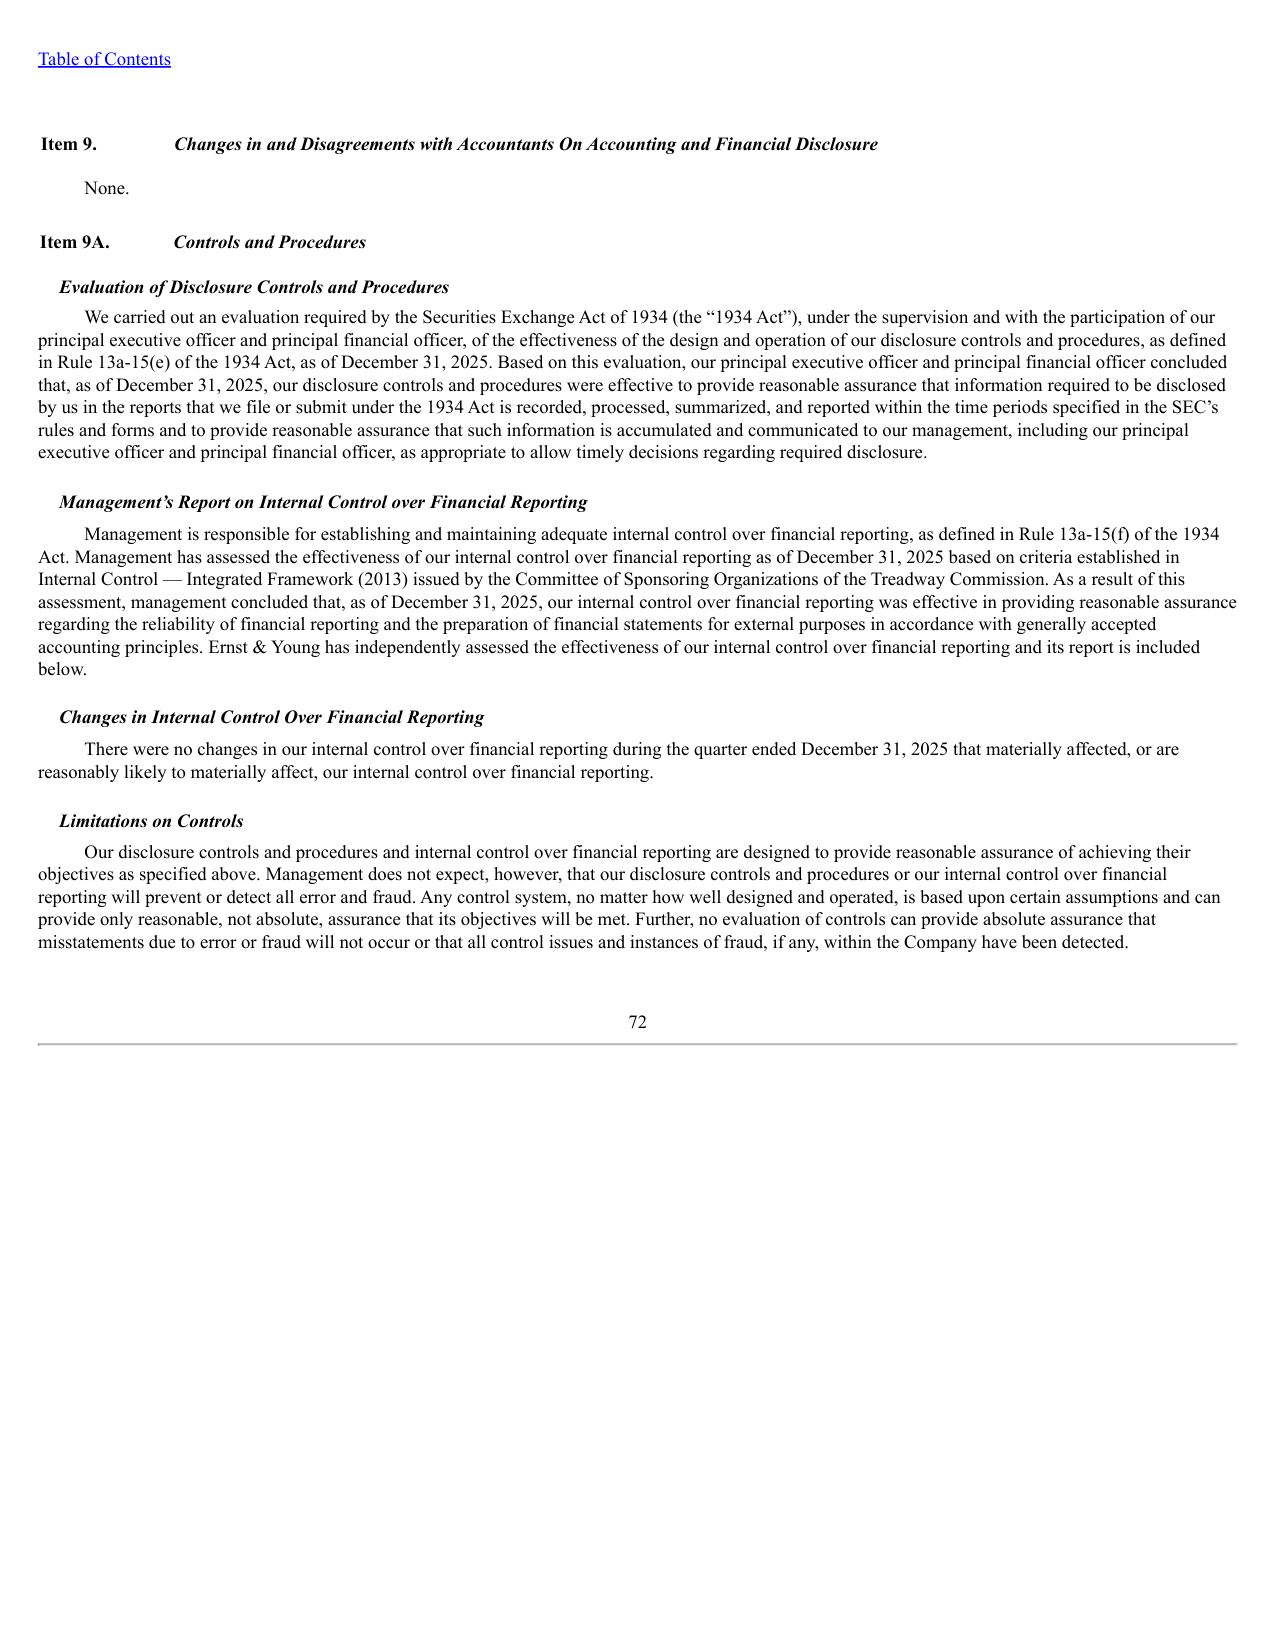 Table of Contents
Item 9. Changes in and Disagreements with Accountants On Accounting and Financial Disclosure
None.
Item 9A. Controls and Procedures
Evaluation of Disclosure Controls and Procedures
We carried out an evaluation required by the Securities Exchange Act of 1934 (the “1934 Act”), under the supervision and with the participation of our
principal executive officer and principal financial officer, of the effectiveness of the design and operation of our disclosure controls and procedures, as defined
in Rule 13a-15(e) of the 1934 Act, as of December 31, 2025. Based on this evaluation, our principal executive officer and principal financial officer concluded
that, as of December 31, 2025, our disclosure controls and procedures were effective to provide reasonable assurance that information required to be disclosed
by us in the reports that we file or submit under the 1934 Act is recorded, processed, summarized, and reported within the time periods specified in the SEC’s
rules and forms and to provide reasonable assurance that such information is accumulated and communicated to our management, including our principal
executive officer and principal financial officer, as appropriate to allow timely decisions regarding required disclosure.
Management’s Report on Internal Control over Financial Reporting
Management is responsible for establishing and maintaining adequate internal control over financial reporting, as defined in Rule 13a-15(f) of the 1934
Act. Management has assessed the effectiveness of our internal control over financial reporting as of December 31, 2025 based on criteria established in
Internal Control — Integrated Framework (2013) issued by the Committee of Sponsoring Organizations of the Treadway Commission. As a result of this
assessment, management concluded that, as of December 31, 2025, our internal control over financial reporting was effective in providing reasonable assurance
regarding the reliability of financial reporting and the preparation of financial statements for external purposes in accordance with generally accepted
accounting principles. Ernst & Young has independently assessed the effectiveness of our internal control over financial reporting and its report is included
below.
Changes in Internal Control Over Financial Reporting
There were no changes in our internal control over financial reporting during the quarter ended December 31, 2025 that materially affected, or are
reasonably likely to materially affect, our internal control over financial reporting.
Limitations on Controls
Our disclosure controls and procedures and internal control over financial reporting are designed to provide reasonable assurance of achieving their
objectives as specified above. Management does not expect, however, that our disclosure controls and procedures or our internal control over financial
reporting will prevent or detect all error and fraud. Any control system, no matter how well designed and operated, is based upon certain assumptions and can
provide only reasonable, not absolute, assurance that its objectives will be met. Further, no evaluation of controls can provide absolute assurance that
misstatements due to error or fraud will not occur or that all control issues and instances of fraud, if any, within the Company have been detected.
72